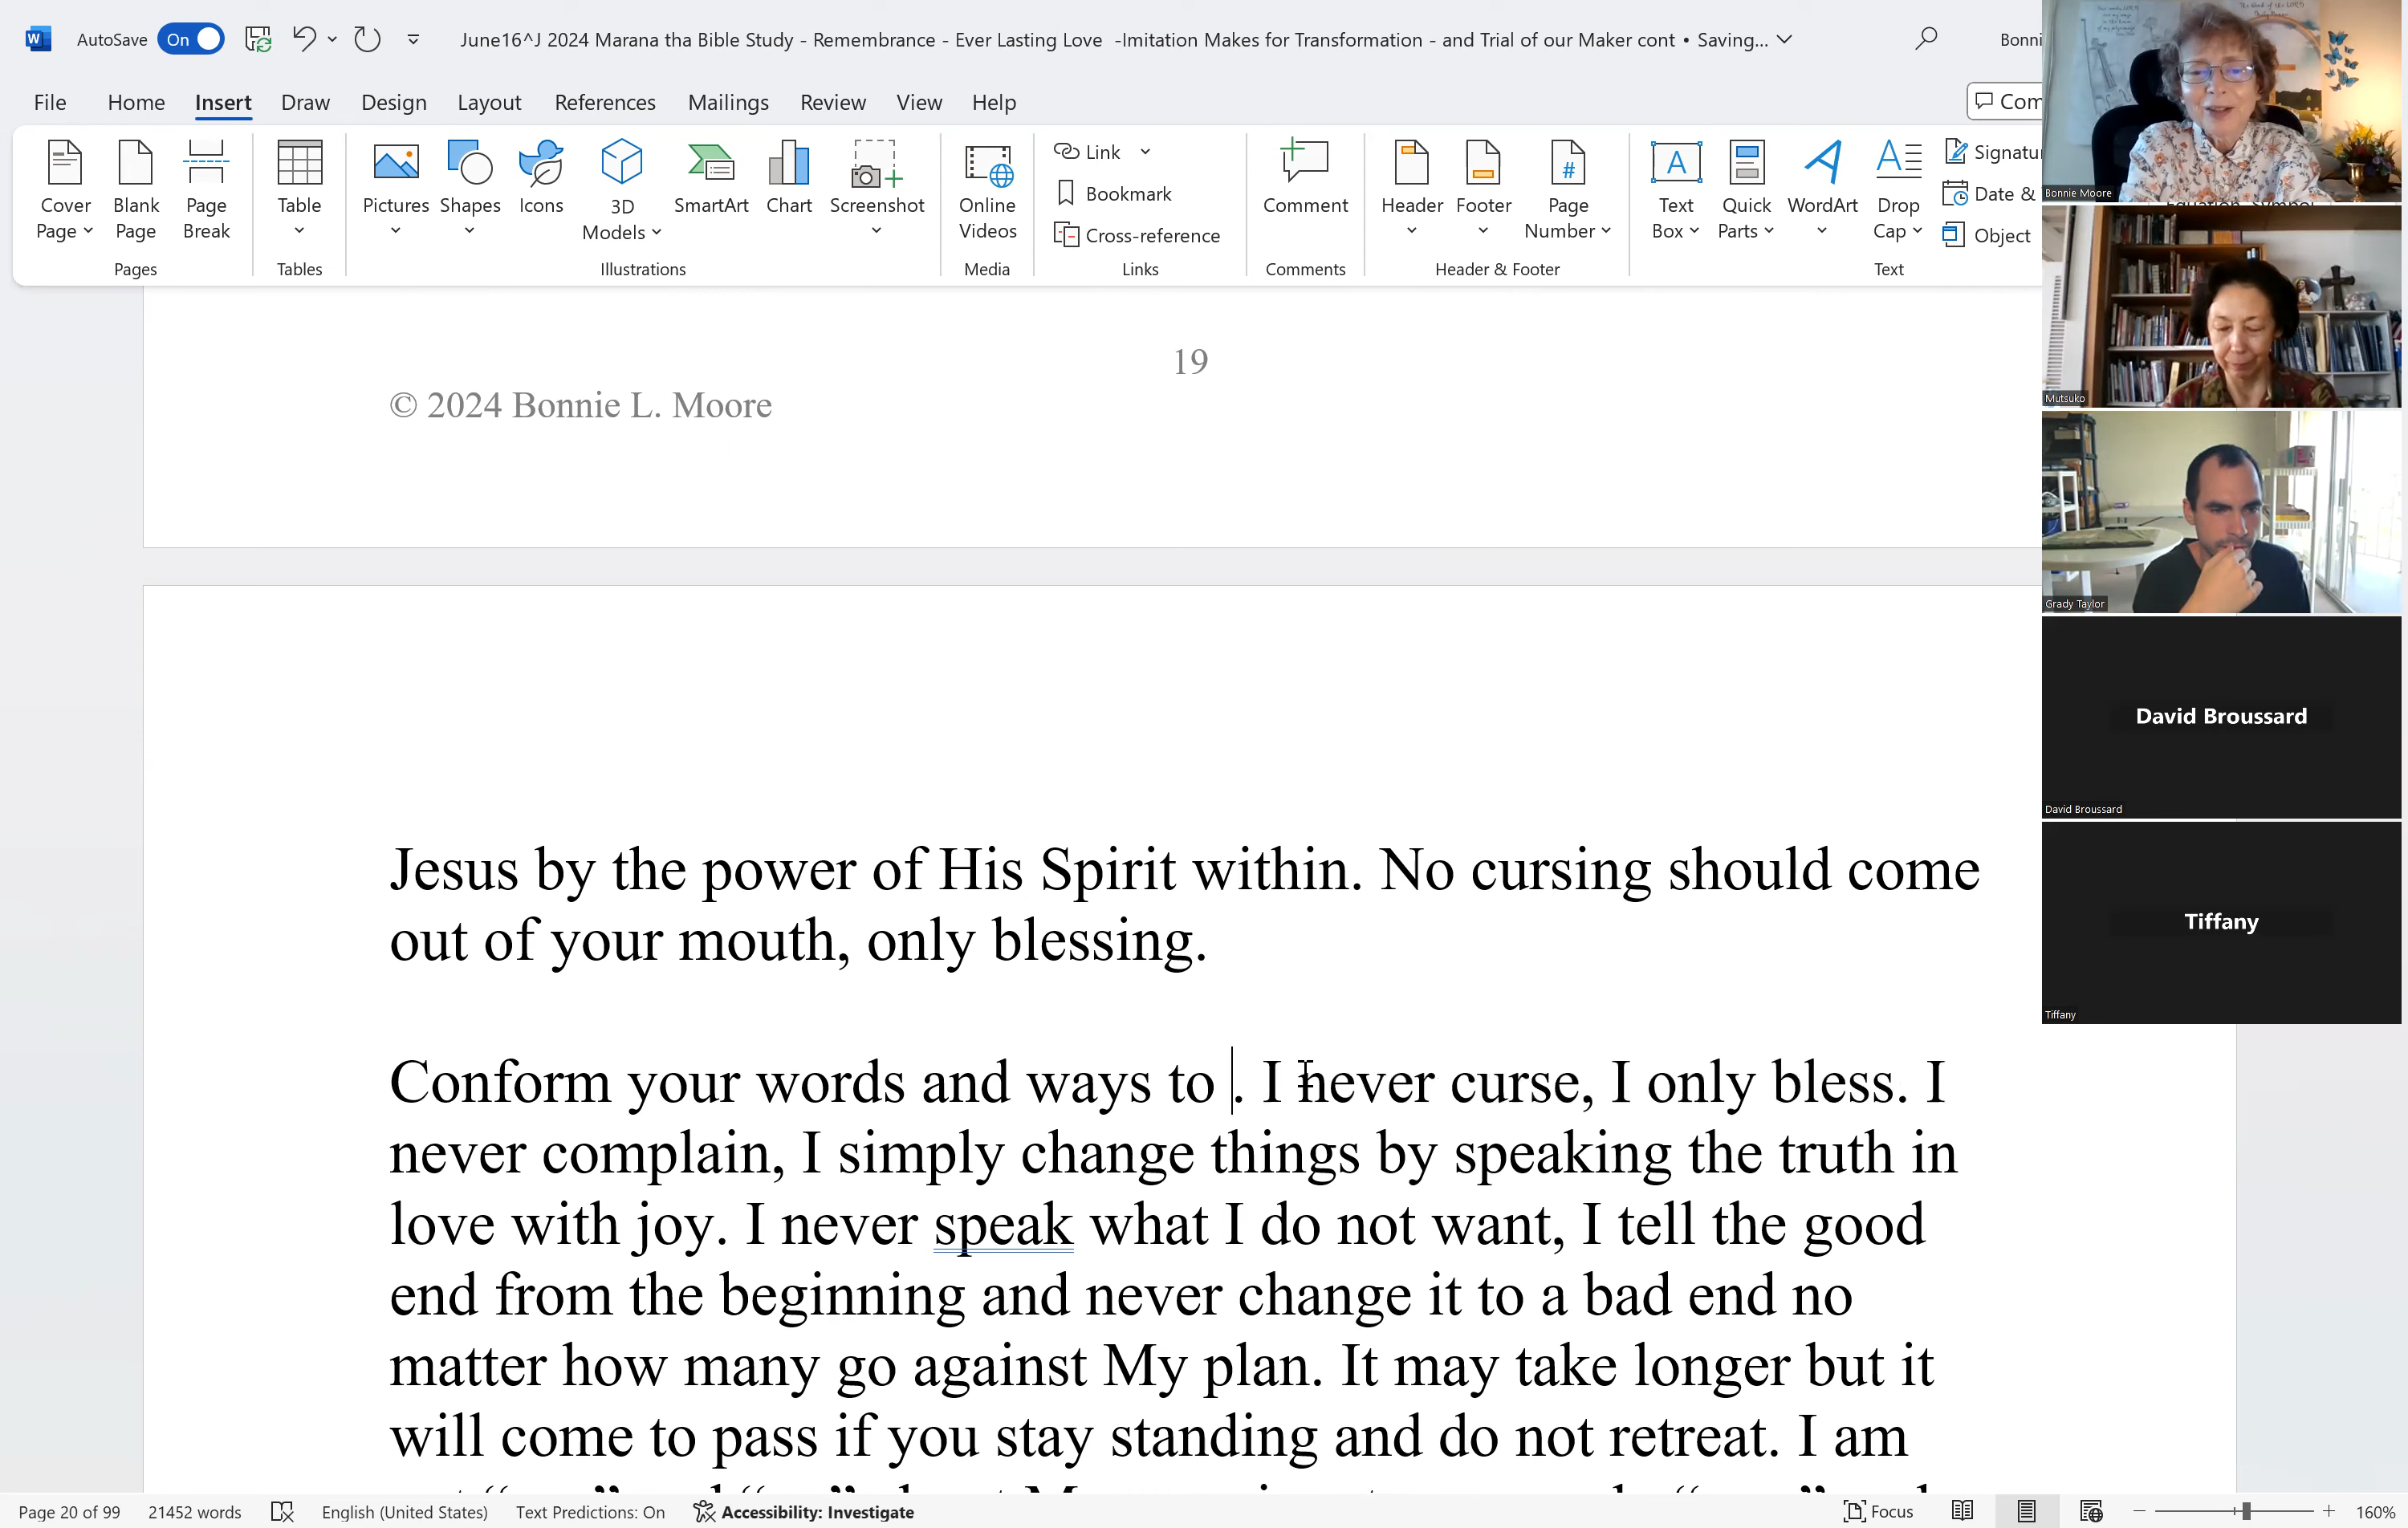 AutoSave On June16^J 2024 Marana tha Bible Study - Remembrance - Ever Lasting Love -Imitation Makes for Transformation - and Trial of our Maker cont • Saving... Bonni
File Home Insert Draw Design Layout References Mailings Review View Help Com
Cover Page Blank Page Page Break Table Pictures Shapes Icons 3D Models SmartArt Chart Screenshot Online Videos Link Bookmark Cross-reference Comment Header Footer Page Number Text Box Quick Parts WordArt Drop Cap Signatu Date & Object
Pages Tables Illustrations Media Links Comments Header & Footer Text
Bonnie Moore
Mutsuko
Grady Taylor
David Broussard
David Broussard
Tiffany
Tiffany
19
© 2024 Bonnie L. Moore
Jesus by the power of His Spirit within. No cursing should come
out of your mouth, only blessing.
Conform your words and ways to . I never curse, I only bless. I
never complain, I simply change things by speaking the truth in
love with joy. I never speak what I do not want, I tell the good
end from the beginning and never change it to a bad end no
matter how many go against My plan. It may take longer but it
will come to pass if you stay standing and do not retreat. I am
Page 20 of 99 21452 words English (United States) Text Predictions: On Accessibility: Investigate Focus 160%